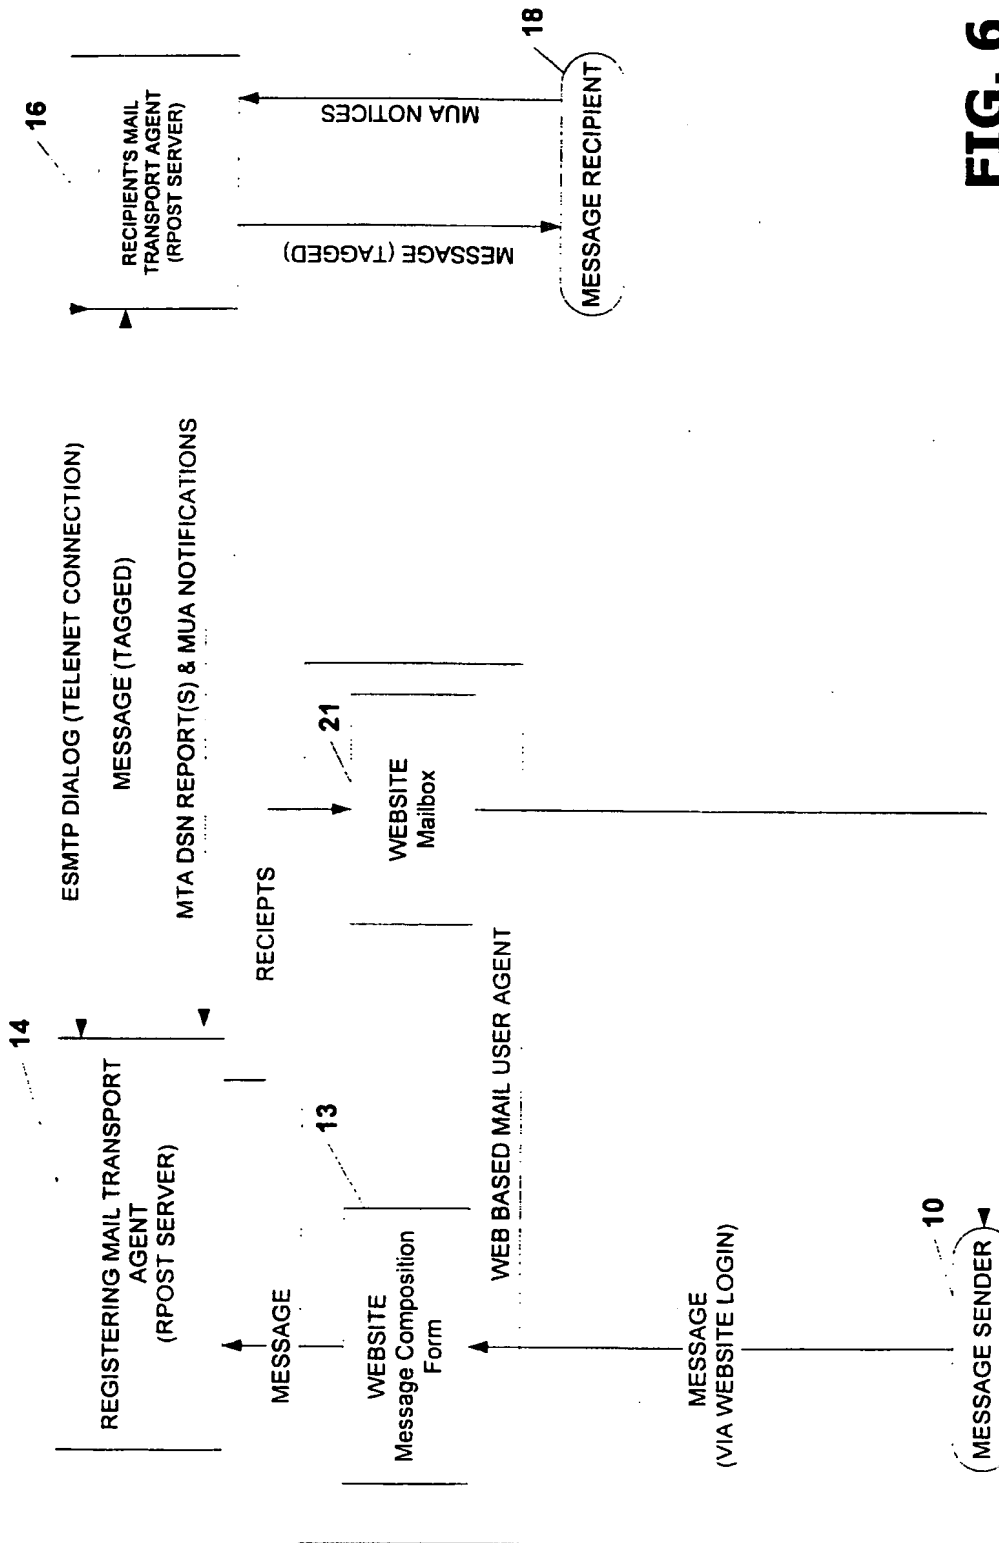 14
REGISTERING MAIL TRANSPORT
AGENT
(RPOST SERVER)
ESMTP DIALOG (TELENET CONNECTION)
MESSAGE (TAGGED)
MTA DSN REPORT(S) & MUA NOTIFICATIONS
16
RECIPIENT'S MAIL
TRANSPORT AGENT
(RPOST SERVER)
MESSAGE
RECIEPTS
13
WEBSITE
Message Composition
Form
21
WEBSITE
Mailbox
WEB BASED MAIL USER AGENT
MESSAGE (TAGGED)
MUA NOTICES
18
MESSAGE RECIPIENT
MESSAGE
(VIA WEBSITE LOGIN)
10
MESSAGE SENDER
FIG. 6